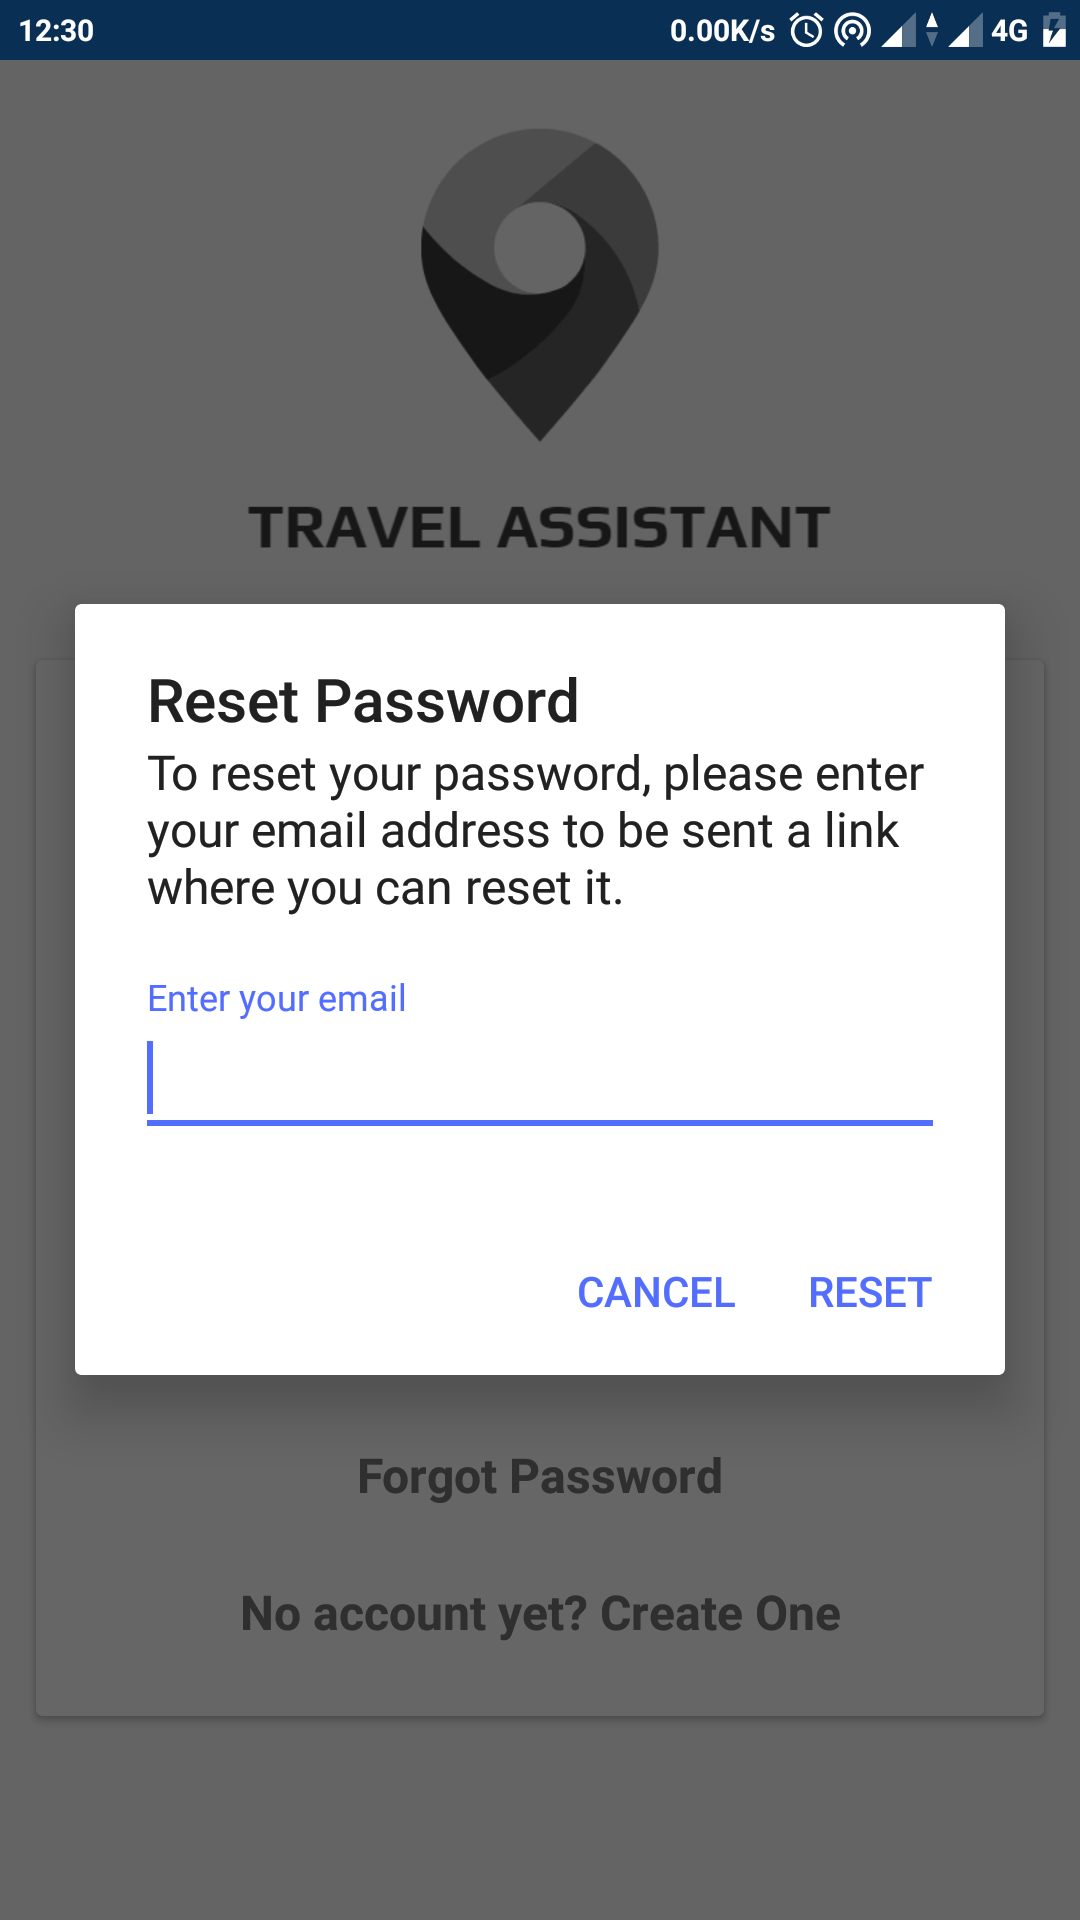 12:30
0.00K/s 4G
TRAVEL ASSISTANT
Reset Password
To reset your password, please enter
your email address to be sent a link
where you can reset it.
Enter your email
CANCEL RESET
Forgot Password
No account yet? Create One